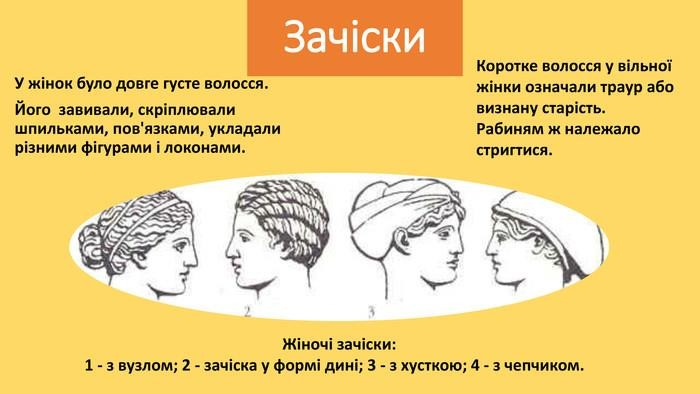 Зачіски
У жінок було довге густе волосся.
Його завивали, скріплювали
шпильками, пов'язками, укладали
різними фігурами і локонами.
Коротке волосся у вільної
жінки означали траур або
визнану старість.
Рабиням ж належало
стригтися.
2 3
Жіночі зачіски:
1 - з вузлом; 2 - зачіска у формі дині; 3 - з хусткою; 4 - з чепчиком.